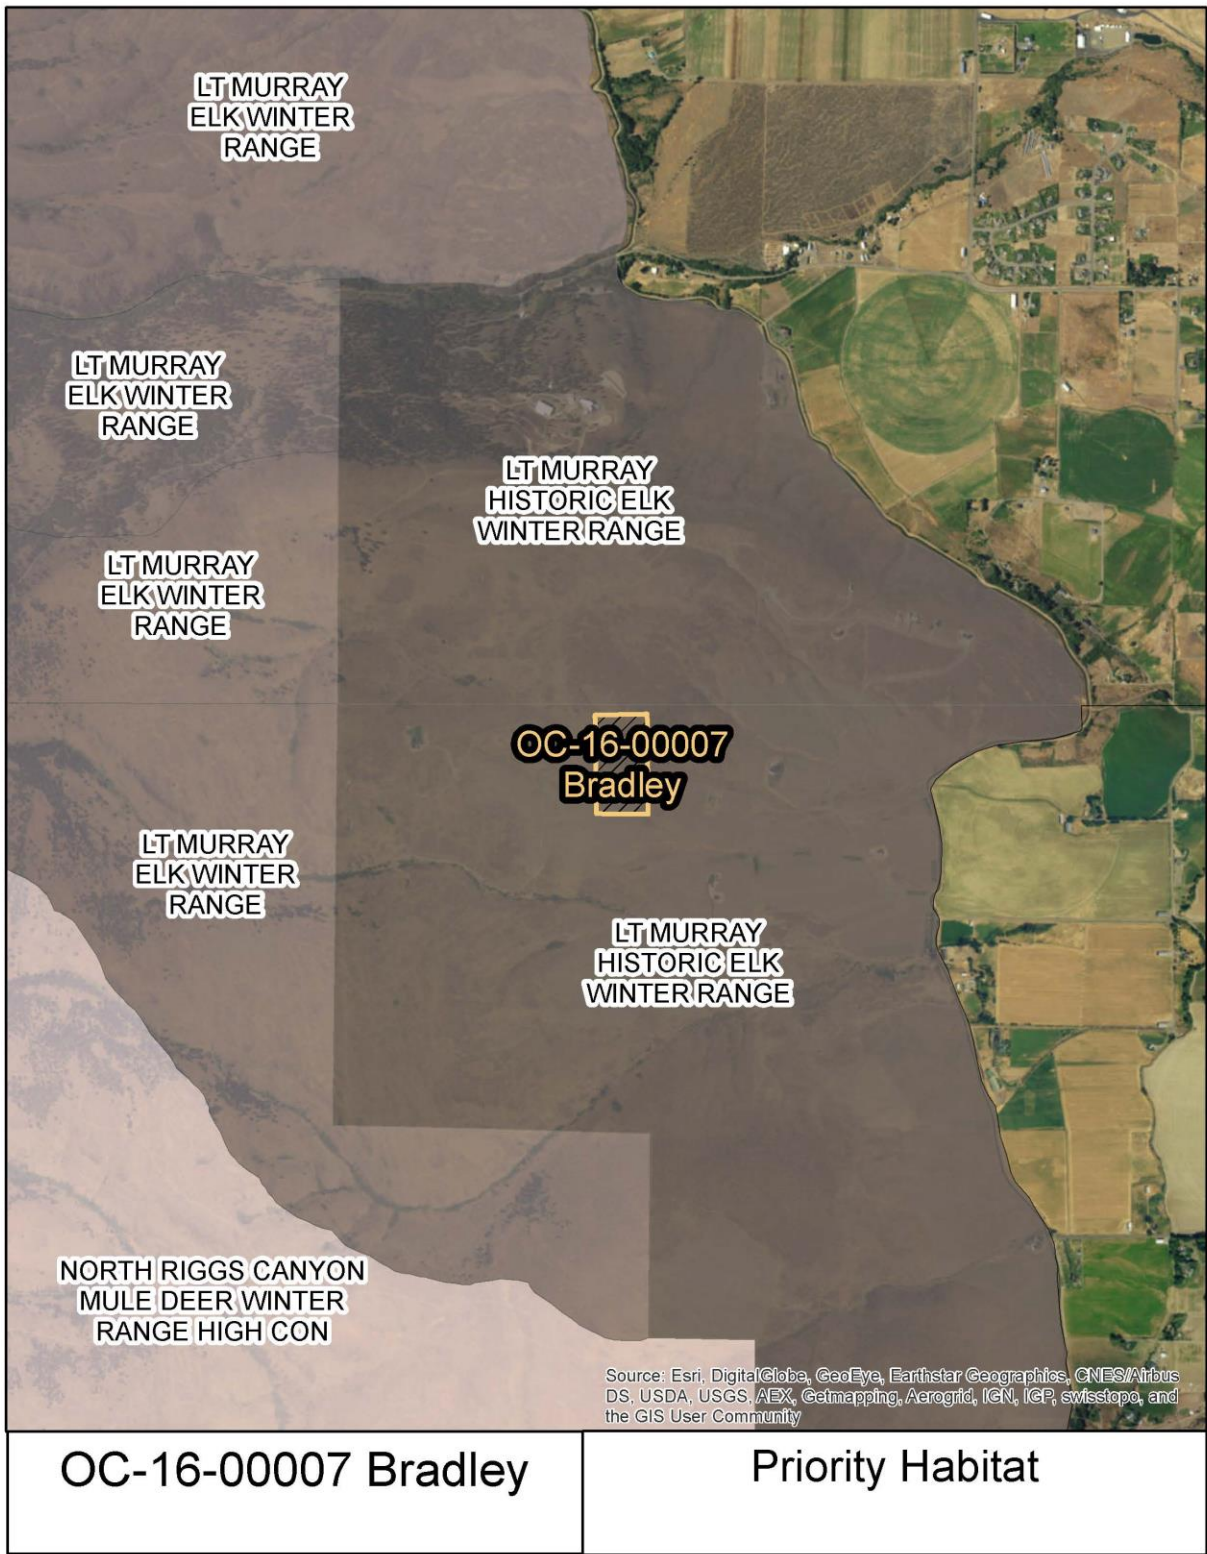 LT MURRAY
ELK WINTER
RANGE
LT MURRAY
ELK WINTER
RANGE
LT MURRAY
HISTORIC ELK
WINTER RANGE
LT MURRAY
ELK WINTER
RANGE
OC-16-00007
Bradley
LT MURRAY
ELK WINTER
RANGE
LT MURRAY
HISTORIC ELK
WINTER RANGE
NORTH RIGGS CANYON
MULE DEER WINTER
RANGE HIGH CON
Source: Esri, DigitalGlobe, GeoEye, Earthstar Geographics, CNES/Airbus
DS, USDA, USGS, AEX, Getmapping, Aerogrid, IGN, IGP, swisstopo, and
the GIS User Community
OC-16-00007 Bradley
Priority Habitat